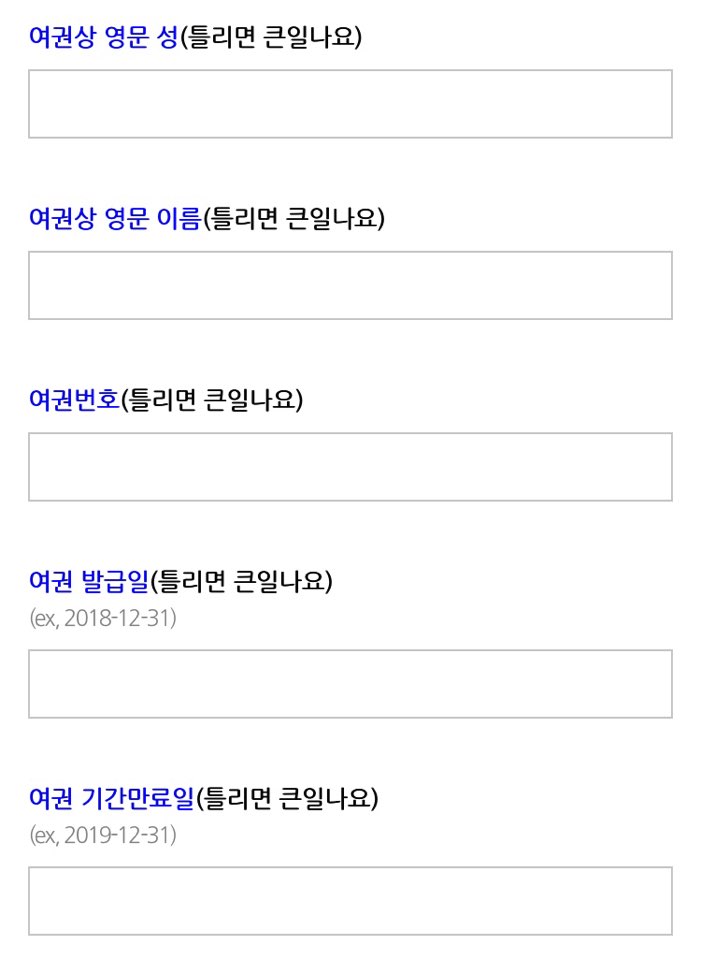 여권상 영문 성(틀리면 큰일나요)
여권상 영문 이름(틀리면 큰일나요)
여권번호(틀리면 큰일나요)
여권 발급일(틀리면 큰일나요)
(ex, 2018-12-31)
여권 기간만료일(틀리면 큰일나요)
(ex, 2019-12-31)